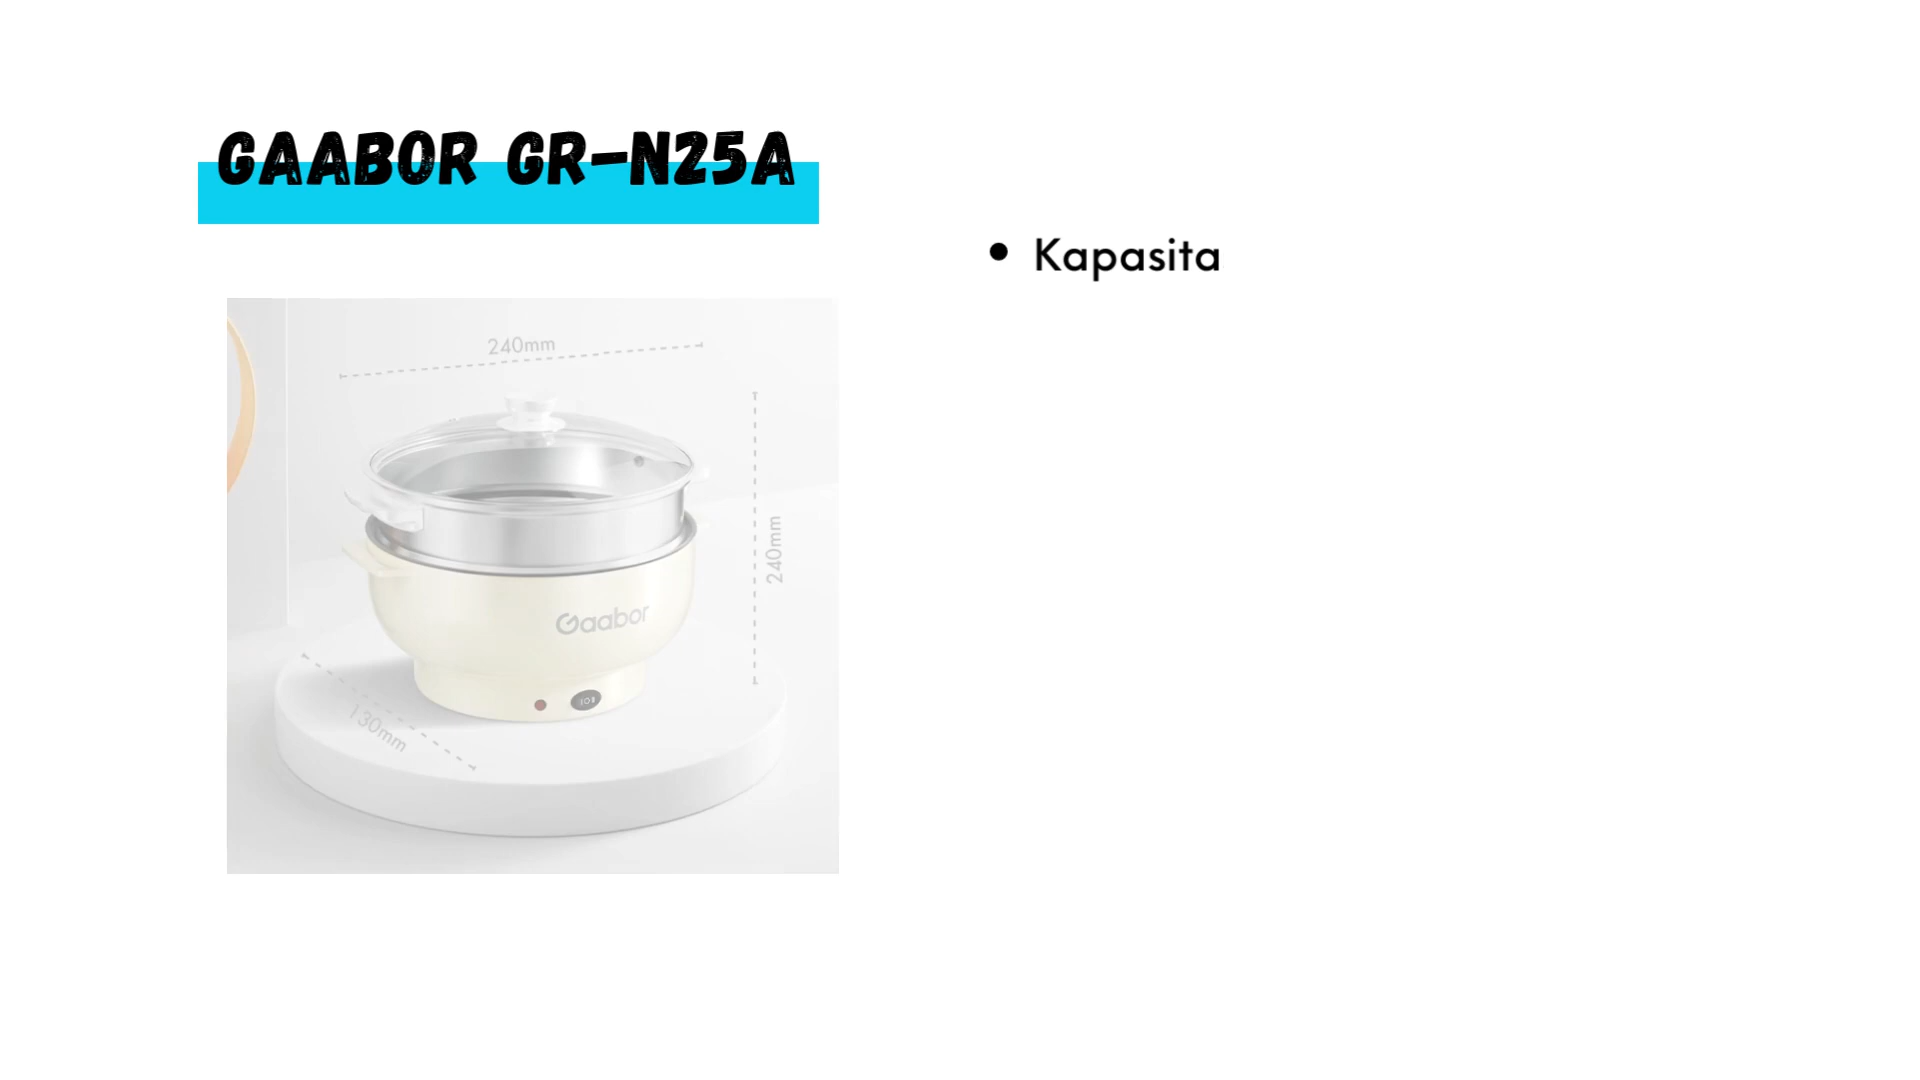 GAABOR GR-N25A
• Kapasita
240mm
240mm
Gaabor
130mm